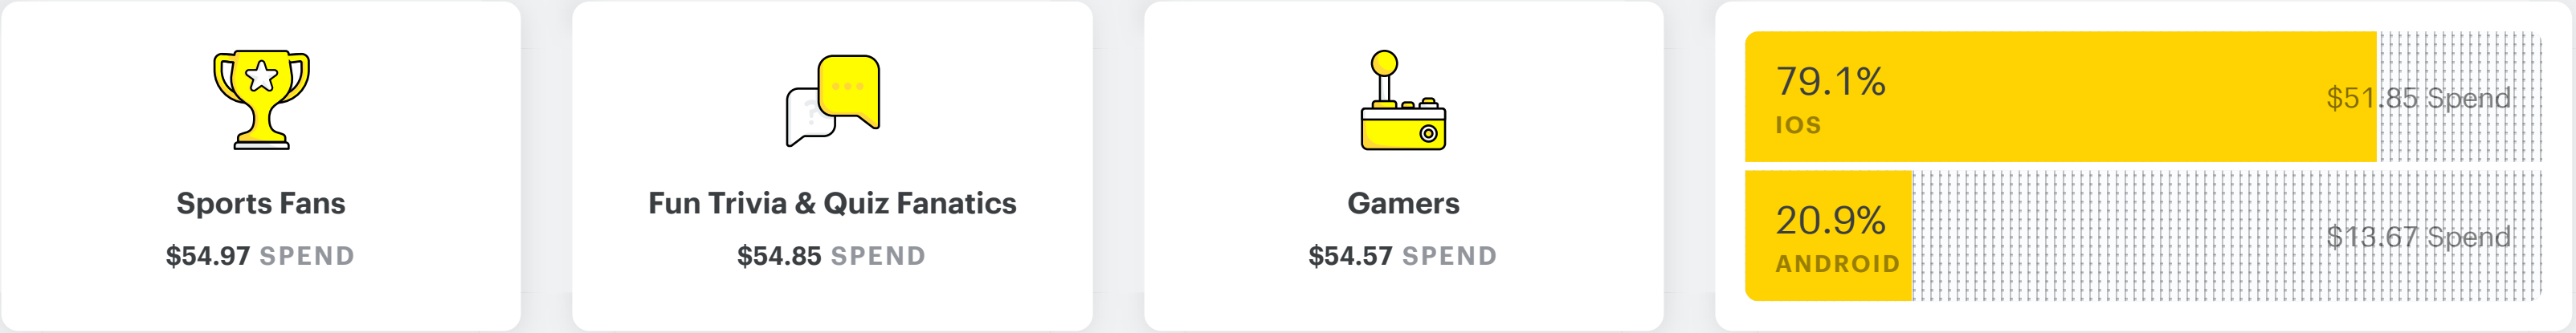 Sports Fans
$54.97 SPEND
Fun Trivia & Quiz Fanatics
$54.85 SPEND
Gamers
$54.57 SPEND
79.1%
IOS
$51.85 Spend
20.9%
ANDROID
$13.67 Spend